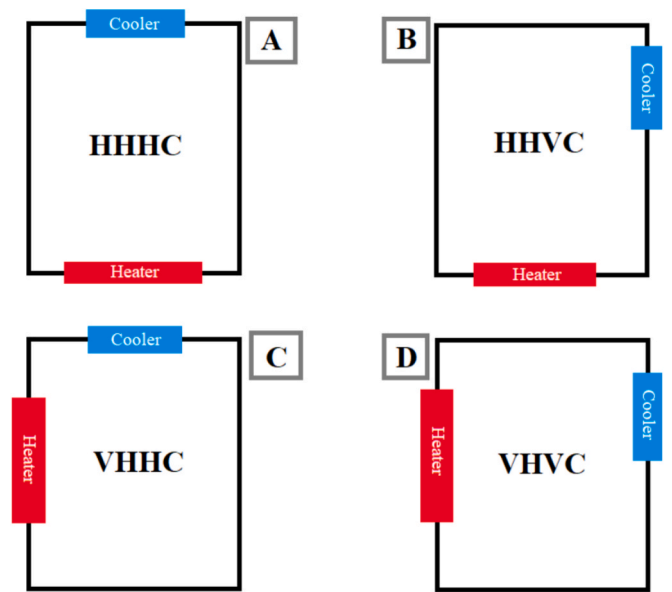 Cooler
A
HHHC
Heater
B
Cooler
HHVC
Heater
Cooler
C
Heater
VHHC
D
Heater
Cooler
VHVC